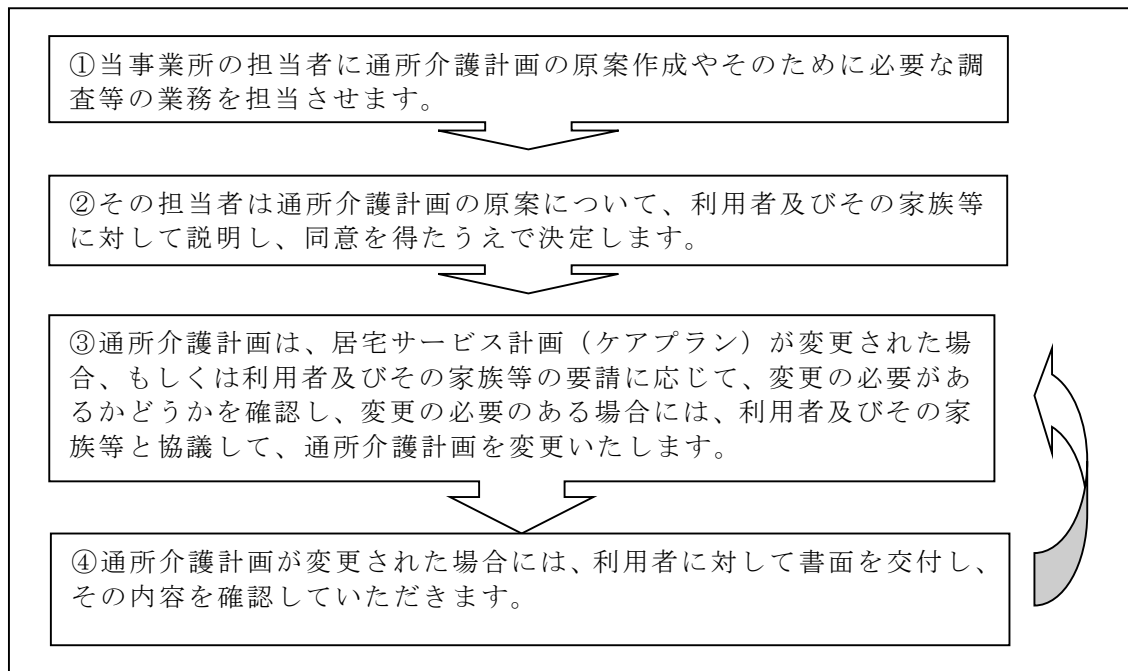 ①当事業所の担当者に通所介護計画の原案作成やそのために必要な調
査等の業務を担当させます。
②その担当者は通所介護計画の原案について、利用者及びその家族等
に対して説明し、同意を得たうえで決定します。
③通所介護計画は、居宅サービス計画（ケアプラン）が変更された場
合、もしくは利用者及びその家族等の要請に応じて、変更の必要があ
るかどうかを確認し、変更の必要のある場合には、利用者及びその家
族等と協議して、通所介護計画を変更いたします。
④通所介護計画が変更された場合には、利用者に対して書面を交付し、
その内容を確認していただきます。